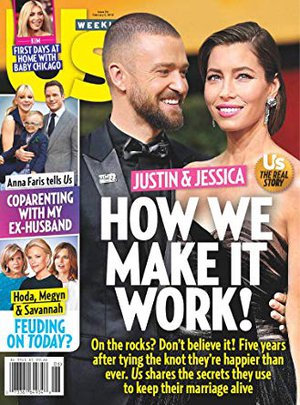 KIM
FIRST DAYS AT
HOME WITH
BABY CHICAGO
Us
WEEKLY
Anna Faris tells Us
COPARENTING
WITH MY
EX-HUSBAND
Hoda, Megyn
& Savannah
FEUDING
ON TODAY?
JUSTIN & JESSICA
Us
THE REAL
STORY
HOW WE
MAKE IT
WORK!
On the rocks? Don't believe it! Five years
after tying the knot they're happier than
ever. Us shares the secrets they use
to keep their marriage alive